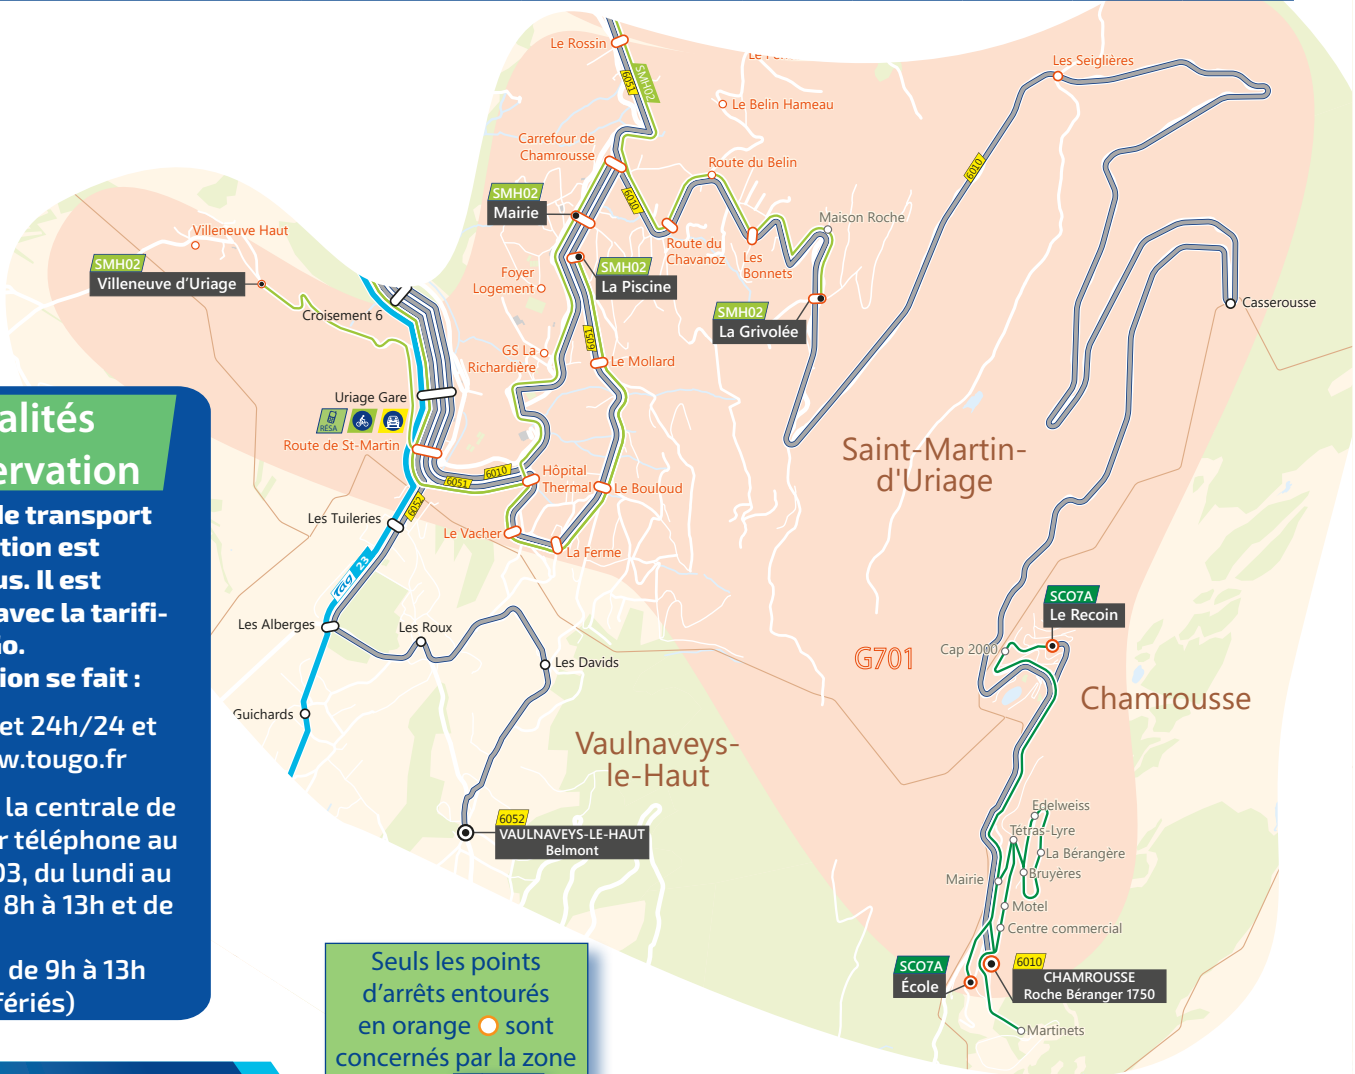 Le Rossin
6051
SMH02
Les Seiglières
Le Belin Hameau
Carrefour de
Chamrousse
Route du Belin
6010
6010
SMH02
Mairie
Maison Roche
Villeneuve Haut
Route du
Chavanoz
Les
Bonnets
SMH02
Villeneuve d'Uriage
Foyer
Logement
SMH02
La Piscine
SMH02
La Grivolée
Casserousse
Croisement 6
6051
GS La
Richardière
Le Mollard
Uriage Gare
RÉSA
Route de St-Martin
Saint-Martin-
d'Uriage
6051
6010
Hôpital
Thermal
Le Bouloud
6052
Les Tuileries
Le Vacher
La Ferme
tag 23
Les Alberges
Les Roux
Les Davids
SCO7A
Le Recoin
G701
Cap 2000
Chamrousse
Guichards
Vaulnaveys-
le-Haut
6052
VAULNAVEYS-LE-HAUT
Belmont
Edelweiss
Tétras-Lyre
La Bérangère
Bruyères
Mairie
Motel
Centre commercial
SCO7A
École
6010
CHAMROUSSE
Roche Béranger 1750
Martinets
alités
ervation
de transport
tion est
us. Il est
avec la tarifi-
o.
ion se fait :
et 24h/24 et
w.tougo.fr
la centrale de
r téléphone au
03, du lundi au
8h à 13h et de
de 9h à 13h
fériés)
Seuls les points
d'arrêts entourés
en orange sont
concernés par la zone